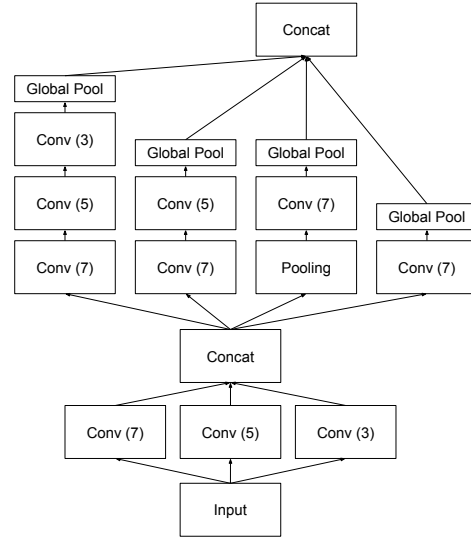 Concat
Global Pool
Conv (3)
Global Pool
Global Pool
Conv (5)
Conv (5)
Conv (7)
Global Pool
Conv (7)
Conv (7)
Pooling
Conv (7)
Concat
Conv (7)
Conv (5)
Conv (3)
Input